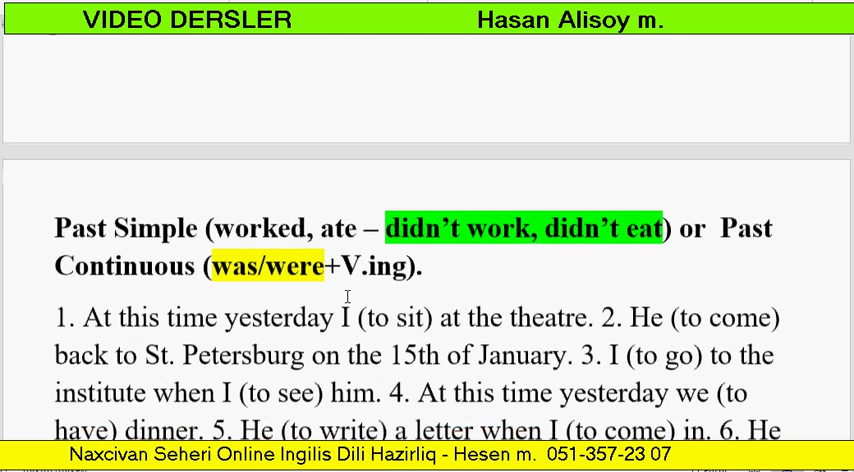 VIDEO DERSLER Hasan Alisoy m.
Past Simple (worked, ate – didn’t work, didn’t eat) or Past
Continuous (was/were+V.ing).
1. At this time yesterday I (to sit) at the theatre. 2. He (to come)
back to St. Petersburg on the 15th of January. 3. I (to go) to the
institute when I (to see) him. 4. At this time yesterday we (to
have) dinner. 5. He (to write) a letter when I (to come) in. 6. He
Naxcivan Seheri Online Ingilis Dili Hazirliq - Hesen m. 051-357-23 07